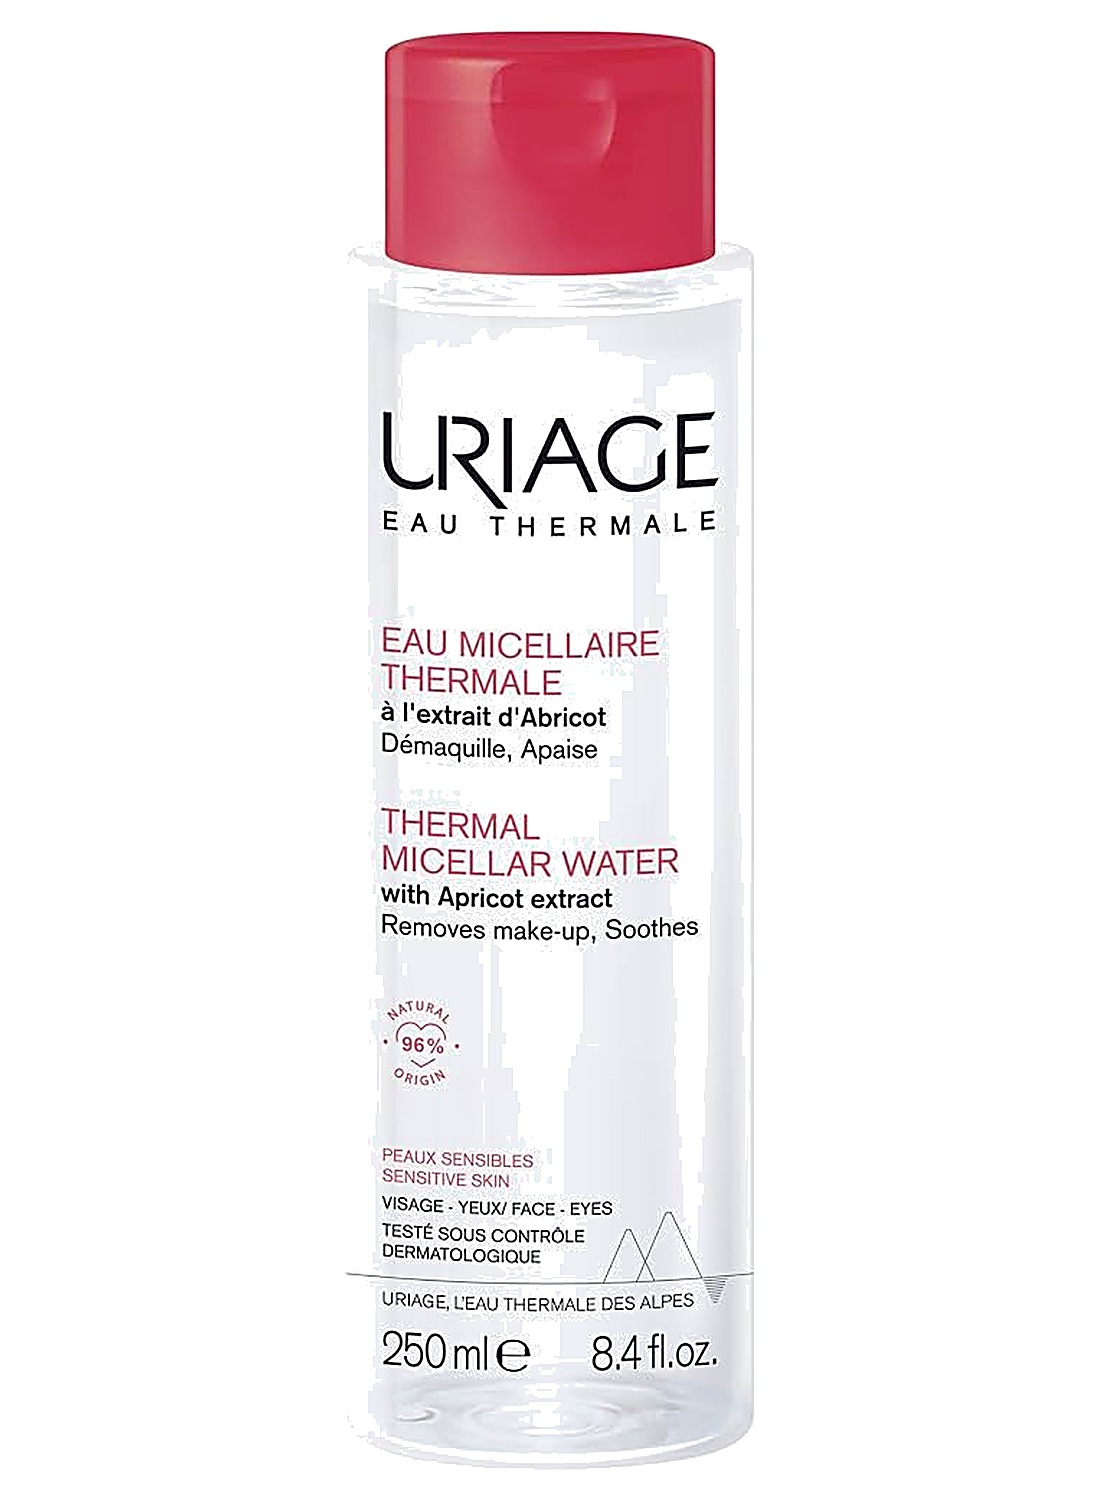 URIAGE
EAU THERMALE
EAU MICELLAIRE
THERMALE
à l'extrait d'Abricot
Démaquille, Apaise
THERMAL
MICELLAR WATER
with Apricot extract
Removes make-up, Soothes
NATURAL
96%
ORIGIN
PEAUX SENSIBLES
SENSITIVE SKIN
VISAGE - YEUX/ FACE - EYES
TESTÉ SOUS CONTRÔLE
DERMATOLOGIQUE
URIAGE, L'EAU THERMALE DES ALPES
250 ml ℮ 8.4 fl.oz.